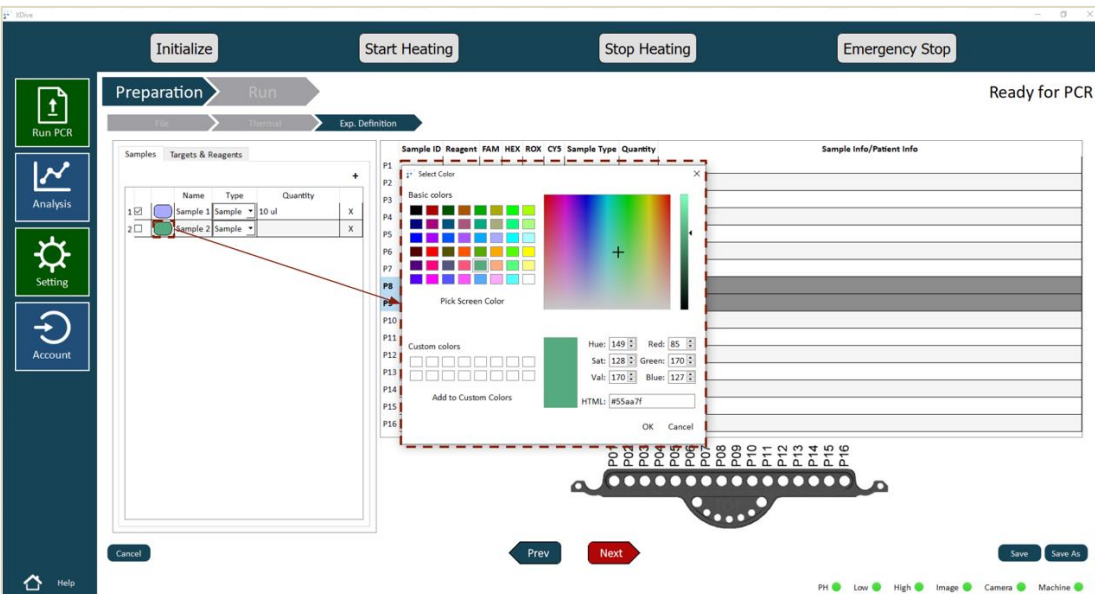 XDive
Initialize
Start Heating
Stop Heating
Emergency Stop
Run PCR
Analysis
Setting
Account
Help
Preparation
Run
Ready for PCR
File
Thermal
Exp. Definition
Samples
Targets & Reagents
+
Name Type Quantity
1 Sample 1 Sample 10 ul X
2 Sample 2 Sample X
Sample ID Reagent FAM HEX ROX CY5 Sample Type Quantity Sample Info/Patient Info
P1
P2
P3
P4
P5
P6
P7
P8
P9
P10
P11
P12
P13
P14
P15
P16
Select Color
Basic colors
Pick Screen Color
Custom colors
Add to Custom Colors
Hue: 149 Red: 85
Sat: 128 Green: 170
Val: 170 Blue: 127
HTML: #55aa7f
OK Cancel
P01 P02 P03 P04 P05 P06 P07 P08 P09 P10 P11 P12 P13 P14 P15 P16
Cancel
Prev
Next
Save
Save As
PH Low High Image Camera Machine